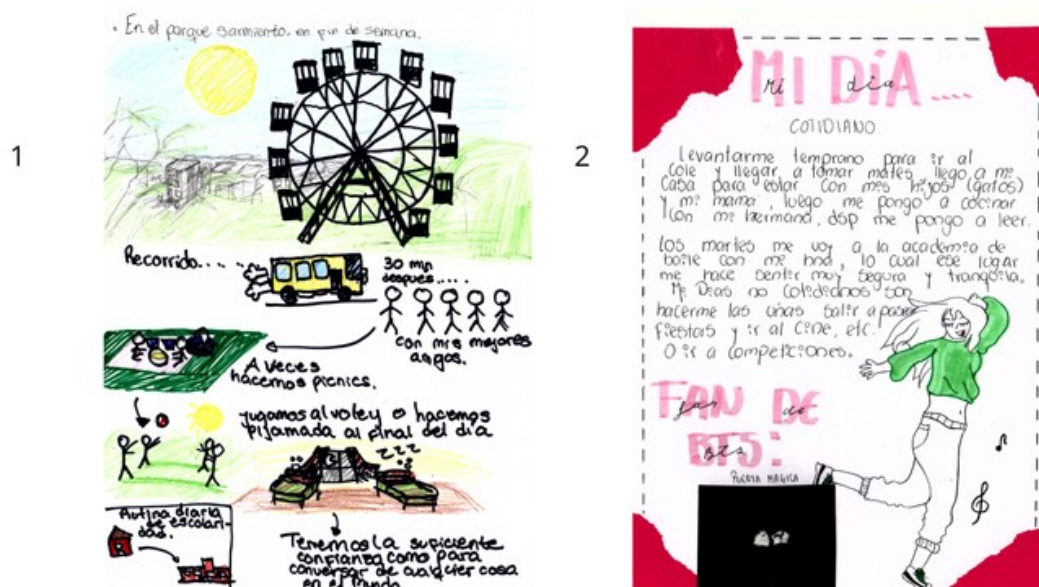 1
· En el parque sarmiento, en fin de semana.
Recorrido....
30 min
despues.....
con mis mejores
amigos.
A veces
hacemos picnics.
jugamos al voley o hacemos
pijamada al final del dia
z z z
Rutina diaria
de escolari-
dad.
Tenemos la suficiente
confianza como para
conversar de cualquier cosa
en el mundo
2
MI DÍA....
mi dia
COTIDIANO.
Levantarme temprano para ir al
cole y llegar a tomar mates, llego a mi
casa para estar con mis hijos (gatos)
y mi mama, luego me pongo a cocinar
con mi hermana, dsp me pongo a leer.
Los martes me voy a la academia de
baile con mi hna, lo cual ese lugar
me hace sentir muy segura y tranquila.
Mi Dias no cotidianos son
hacerme las uñas salir a pasear
Fiestas y ir al cine, etc.
O ir a competiciones.
FAN DE
fan de
BTS:
Bts
PUERTA MAGICA